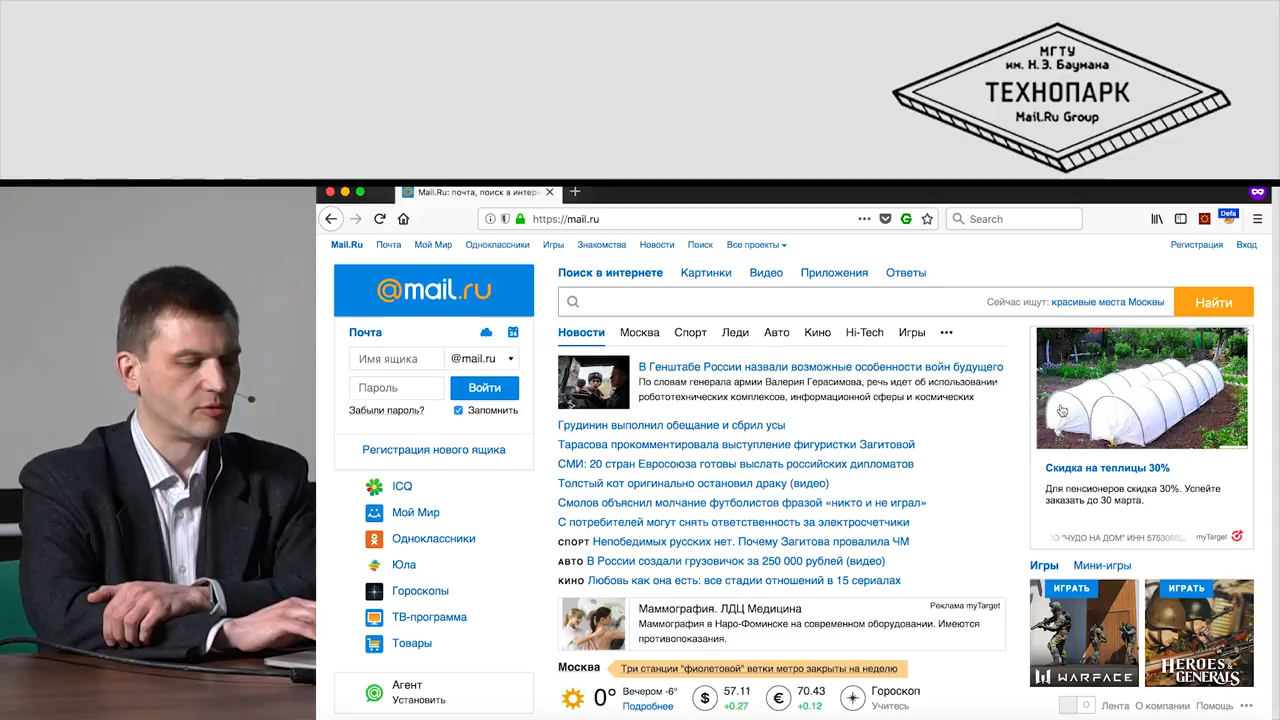 МГТУ
им. Н.Э. Баумана
ТЕХНОПАРК
Mail.Ru Group
Mail.Ru: почта, поиск в интерн
https://mail.ru
Search
Defa
Mail.Ru Почта Мой Мир Одноклассники Игры Знакомства Новости Поиск Все проекты
Регистрация Вход
@mail.ru
Почта
Имя ящика @mail.ru
Пароль Войти
Забыли пароль? Запомнить
Регистрация нового ящика
ICQ
Мой Мир
Одноклассники
Юла
Гороскопы
ТВ-программа
Товары
Агент
Установить
Поиск в интернете Картинки Видео Приложения Ответы
Сейчас ищут: красивые места Москвы Найти
Новости Москва Спорт Леди Авто Кино Hi-Tech Игры
В Генштабе России назвали возможные особенности войн будущего
По словам генерала армии Валерия Герасимова, речь идет об использовании
робототехнических комплексов, информационной сферы и космических
Грудинин выполнил обещание и сбрил усы
Тарасова прокомментировала выступление фигуристки Загитовой
СМИ: 20 стран Евросоюза готовы выслать российских дипломатов
Толстый кот оригинально остановил драку (видео)
Смолов объяснил молчание футболистов фразой «никто и не играл»
С потребителей могут снять ответственность за электросчетчики
СПОРТ Непобедимых русских нет. Почему Загитова провалила ЧМ
АВТО В России создали грузовичок за 250 000 рублей (видео)
КИНО Любовь как она есть: все стадии отношений в 15 сериалах
Маммография. ЛДЦ Медицина Реклама myTarget
Маммография в Наро-Фоминске на современном оборудовании. Имеются
противопоказания.
Москва Три станции "фиолетовой" ветки метро закрыты на неделю
0° Вечером -6° Подробнее
$ 57.11 +0.27
€ 70.43 +0.12
Гороскоп
Учитесь
Скидка на теплицы 30%
Для пенсионеров скидка 30%. Успейте
заказать до 30 марта.
ОО "ЧУДО НА ДОМ" ИНН 57530680. myTarget
Игры Мини-игры
ИГРАТЬ ИГРАТЬ
WARFACE
HEROES &
GENERALS
Лента О компании Помощь